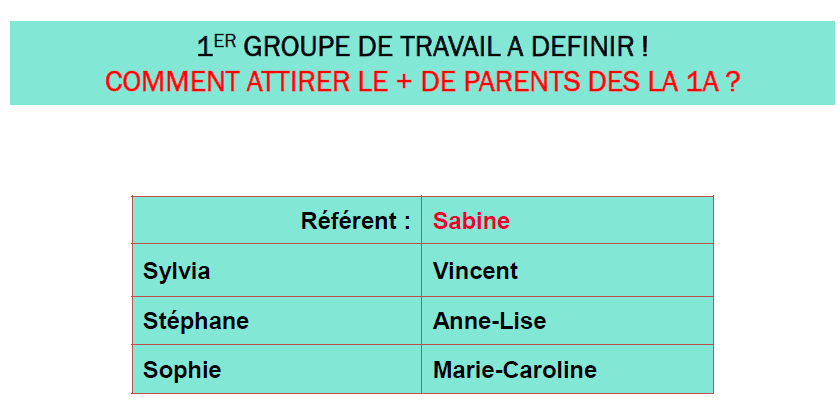 1ER GROUPE DE TRAVAIL A DEFINIR !
COMMENT ATTIRER LE + DE PARENTS DES LA 1A ?
Référent : Sabine
Sylvia Vincent
Stéphane Anne-Lise
Sophie Marie-Caroline